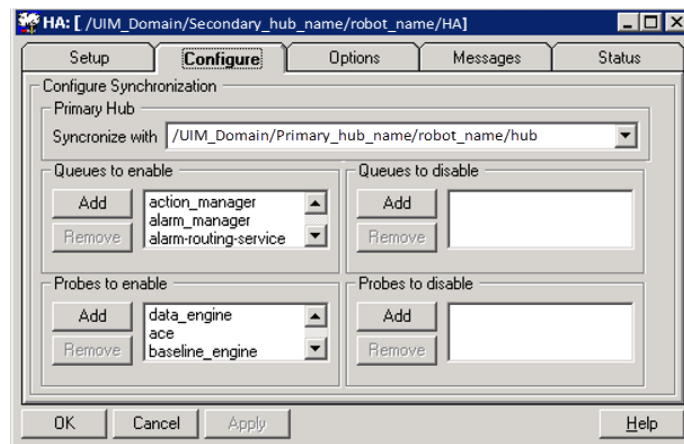 HA: [ /UIM_Domain/Secondary_hub_name/robot_name/HA]
Setup Configure Options Messages Status
Configure Synchronization
Primary Hub
Syncronize with /UIM_Domain/Primary_hub_name/robot_name/hub
Queues to enable
Add
Remove
action_manager
alarm_manager
alarm-routing-service
Queues to disable
Add
Remove
Probes to enable
Add
Remove
data_engine
ace
baseline_engine
Probes to disable
Add
Remove
OK Cancel Apply Help